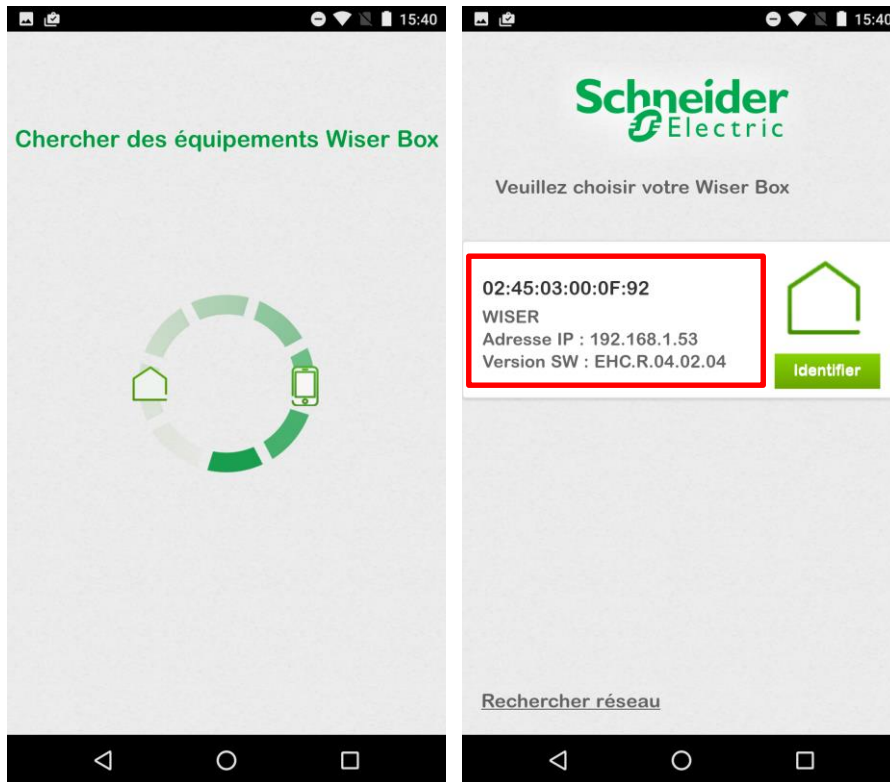 15:40
Chercher des équipements Wiser Box
15:40
Schneider
Electric
Veuillez choisir votre Wiser Box
02:45:03:00:0F:92
WISER
Adresse IP : 192.168.1.53
Version SW : EHC.R.04.02.04
Identifier
Rechercher réseau